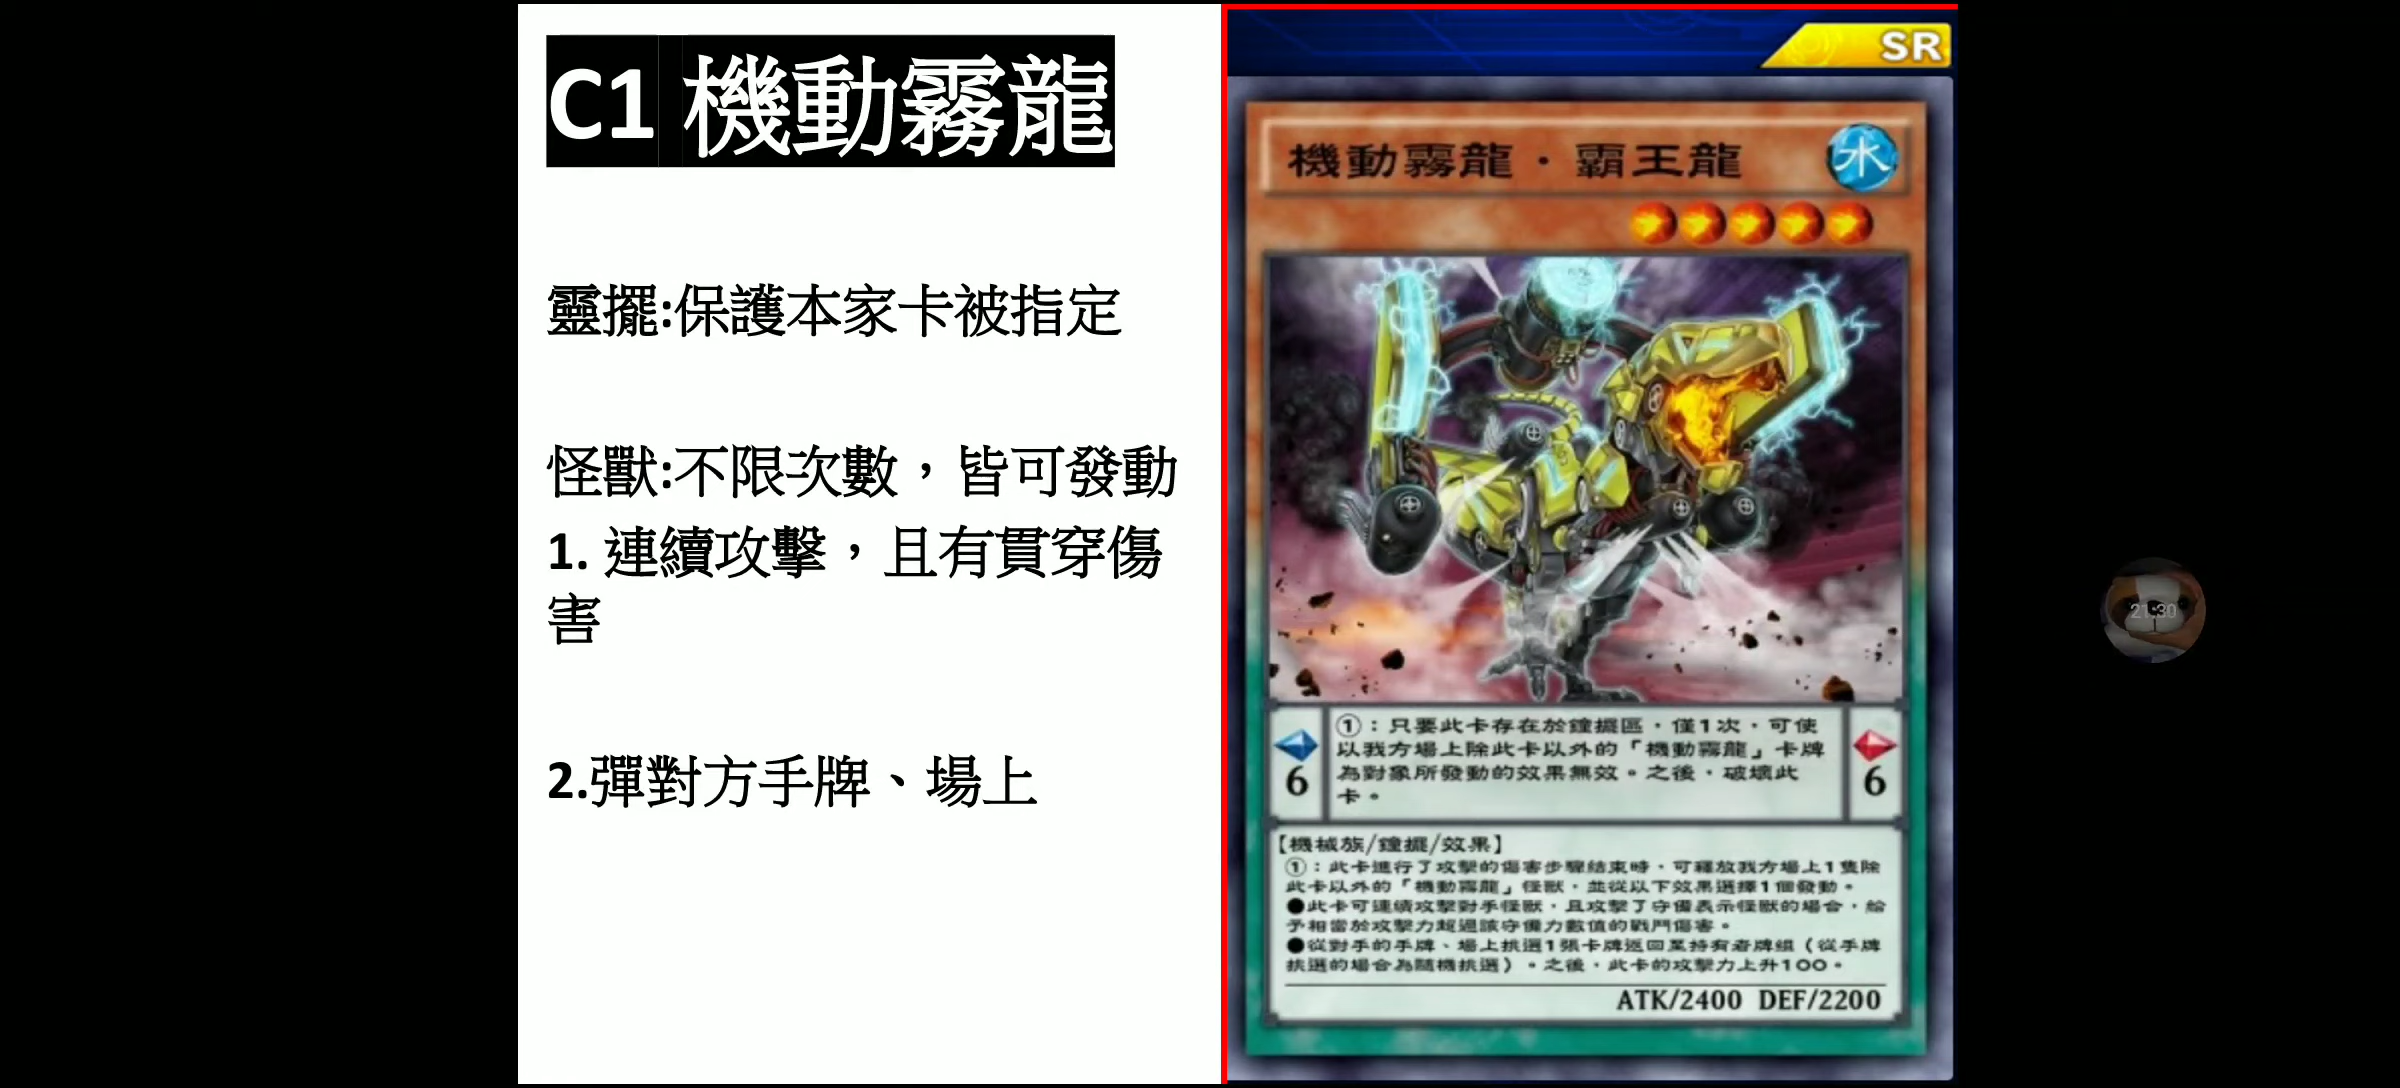 C1 機動霧龍
靈擺:保護本家卡被指定
怪獸:不限次數，皆可發動
1. 連續攻擊，且有貫穿傷
害
2.彈對方手牌、場上
SR
機動霧龍・霸王龍
水
①：只要此卡存在於鐘擺區，僅1次，可使
以我方場上除此卡以外的「機動霧龍」卡牌
為對象所發動的效果無效。之後，破壞此
卡。
6
6
【機械族/鐘擺/效果】
①：此卡進行了攻擊的傷害步驟結束時，可釋放我方場上1隻除
此卡以外的「機動霧龍」怪獸，並從以下效果選擇1個發動。
●此卡可連續攻擊對手怪獸，且攻擊了守備表示怪獸的場合，給
予相當於攻擊力超過該守備力數值的戰鬥傷害。
●從對手的手牌、場上挑選1張卡牌返回至持有者牌組（從手牌
挑選的場合為隨機挑選）。之後，此卡的攻擊力上升100。
ATK/2400 DEF/2200
21:30